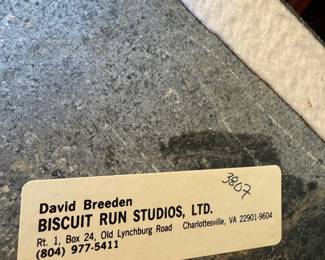 3807
David Breeden
BISCUIT RUN STUDIOS, LTD.
Rt. 1, Box 24, Old Lynchburg Road Charlottesville, VA 22901-9604
(804) 977-5411